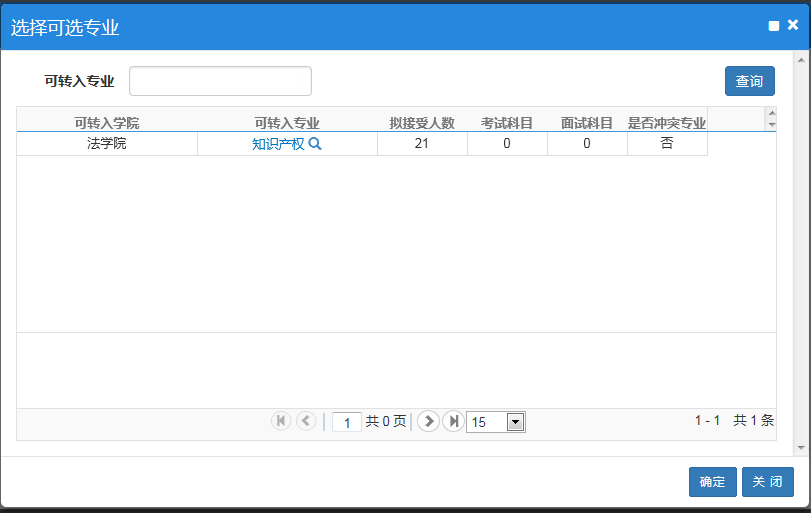 选择可选专业
可转入专业
查询
可转入学院 可转入专业 拟接受人数 考试科目 面试科目 是否冲突专业
法学院 知识产权 21 0 0 否
1 共 0 页 15 1 - 1 共 1 条
确定 关 闭